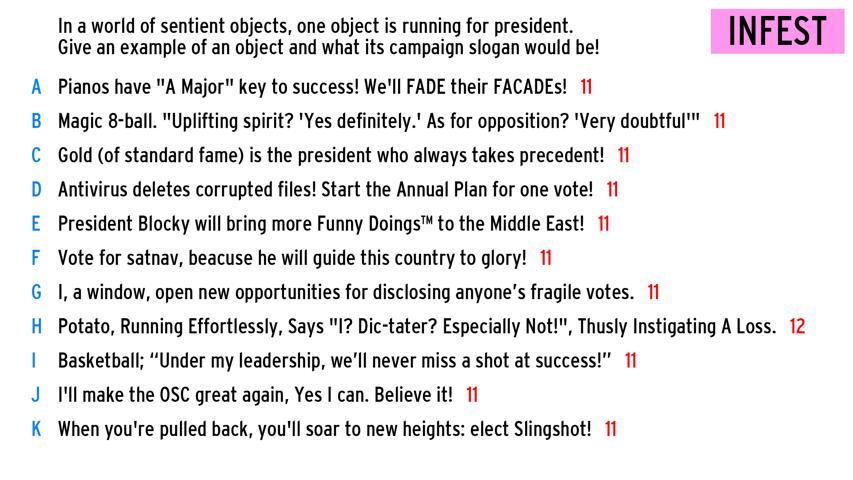 In a world of sentient objects, one object is running for president.
Give an example of an object and what its campaign slogan would be!
INFEST
A Pianos have "A Major" key to success! We'll FADE their FACADEs! 11
B Magic 8-ball. "Uplifting spirit? 'Yes definitely.' As for opposition? 'Very doubtful'" 11
C Gold (of standard fame) is the president who always takes precedent! 11
D Antivirus deletes corrupted files! Start the Annual Plan for one vote! 11
E President Blocky will bring more Funny Doings™ to the Middle East! 11
F Vote for satnav, beacuse he will guide this country to glory! 11
G I, a window, open new opportunities for disclosing anyone’s fragile votes. 11
H Potato, Running Effortlessly, Says "I? Dic-tater? Especially Not!", Thusly Instigating A Loss. 12
I Basketball; “Under my leadership, we’ll never miss a shot at success!” 11
J I'll make the OSC great again, Yes I can. Believe it! 11
K When you're pulled back, you'll soar to new heights: elect Slingshot! 11